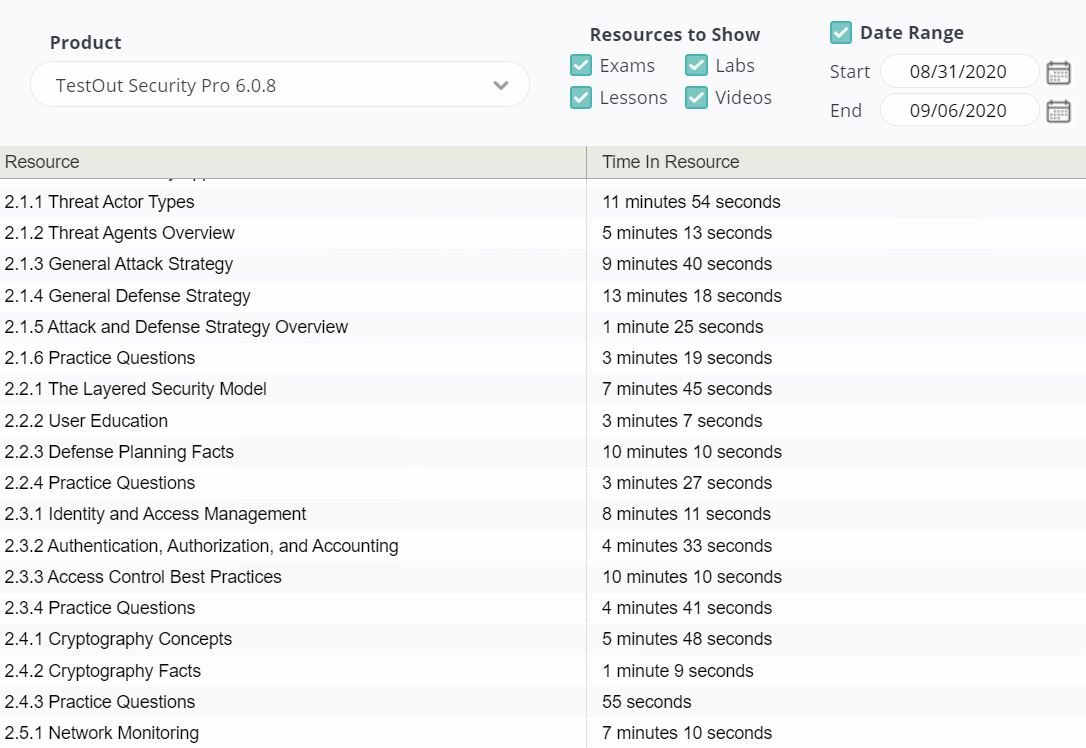 Product
TestOut Security Pro 6.0.8
Resources to Show
Exams Labs
Lessons Videos
Date Range
Start 08/31/2020
End 09/06/2020
Resource Time In Resource
2.1.1 Threat Actor Types 11 minutes 54 seconds
2.1.2 Threat Agents Overview 5 minutes 13 seconds
2.1.3 General Attack Strategy 9 minutes 40 seconds
2.1.4 General Defense Strategy 13 minutes 18 seconds
2.1.5 Attack and Defense Strategy Overview 1 minute 25 seconds
2.1.6 Practice Questions 3 minutes 19 seconds
2.2.1 The Layered Security Model 7 minutes 45 seconds
2.2.2 User Education 3 minutes 7 seconds
2.2.3 Defense Planning Facts 10 minutes 10 seconds
2.2.4 Practice Questions 3 minutes 27 seconds
2.3.1 Identity and Access Management 8 minutes 11 seconds
2.3.2 Authentication, Authorization, and Accounting 4 minutes 33 seconds
2.3.3 Access Control Best Practices 10 minutes 10 seconds
2.3.4 Practice Questions 4 minutes 41 seconds
2.4.1 Cryptography Concepts 5 minutes 48 seconds
2.4.2 Cryptography Facts 1 minute 9 seconds
2.4.3 Practice Questions 55 seconds
2.5.1 Network Monitoring 7 minutes 10 seconds